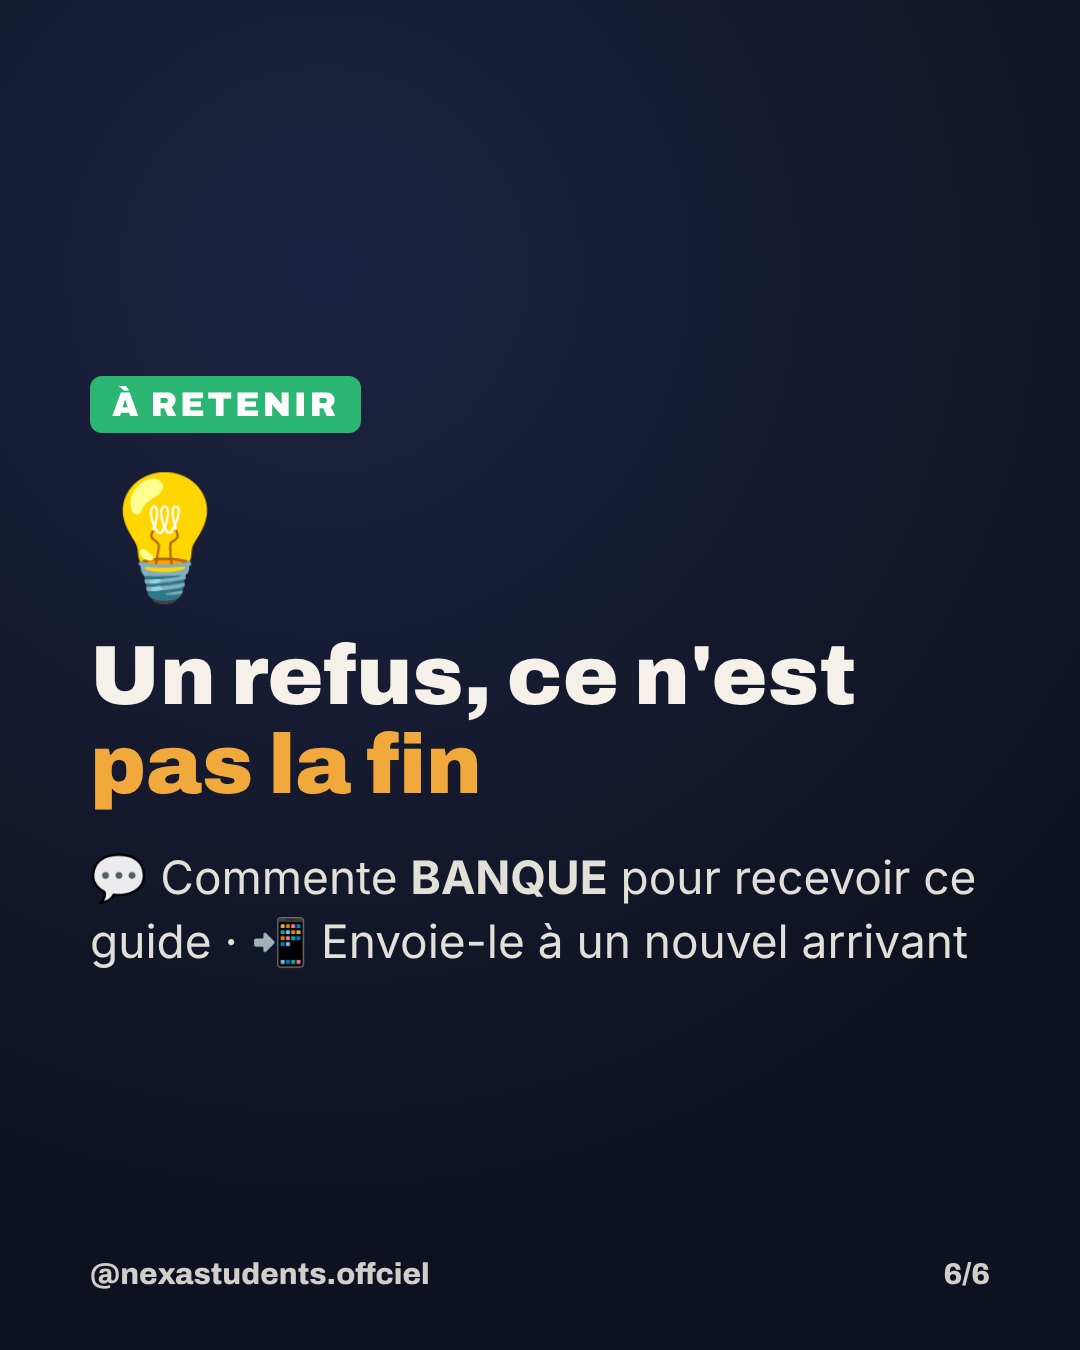 À RETENIR
Un refus, ce n'est
pas la fin
💬 Commente BANQUE pour recevoir ce
guide · 📲 Envoie-le à un nouvel arrivant
@nexastudents.offciel
6/6